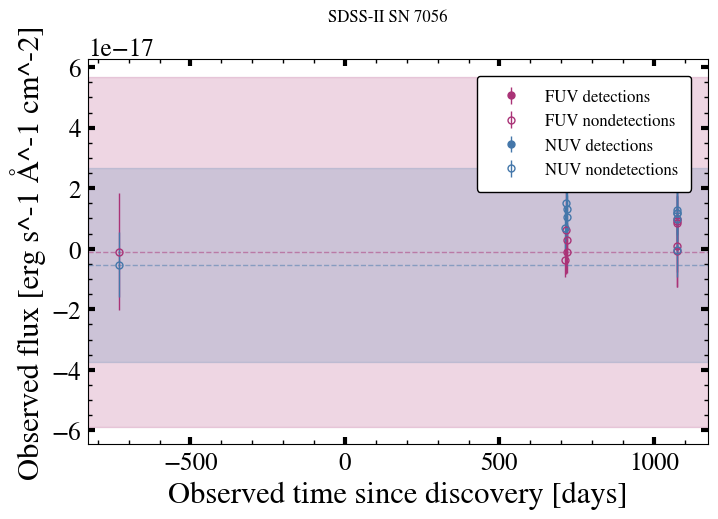 SDSS-II SN 7056
1e−17
6
4
2
0
−2
−4
−6
Observed flux [erg s^-1 Å^-1 cm^-2]
FUV detections
FUV nondetections
NUV detections
NUV nondetections
−500
0
500
1000
Observed time since discovery [days]